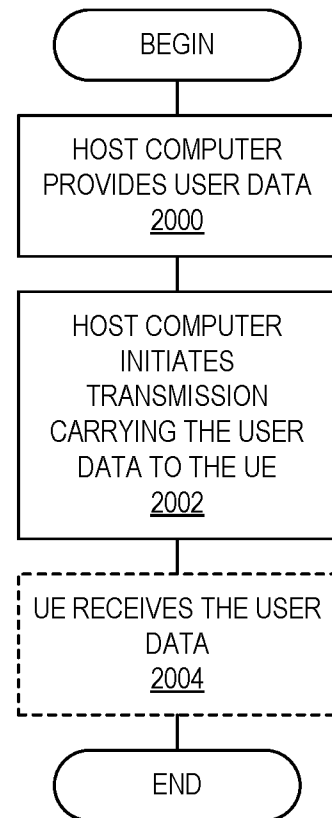 BEGIN
HOST COMPUTER
PROVIDES USER DATA
2000
HOST COMPUTER
INITIATES
TRANSMISSION
CARRYING THE USER
DATA TO THE UE
2002
UE RECEIVES THE USER
DATA
2004
END